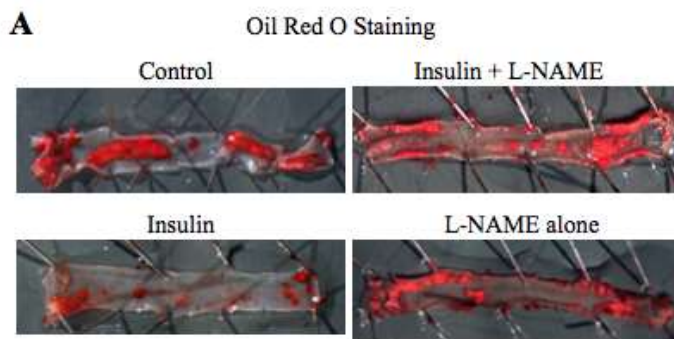 A
Oil Red O Staining
Control
Insulin + L-NAME
Insulin
L-NAME alone